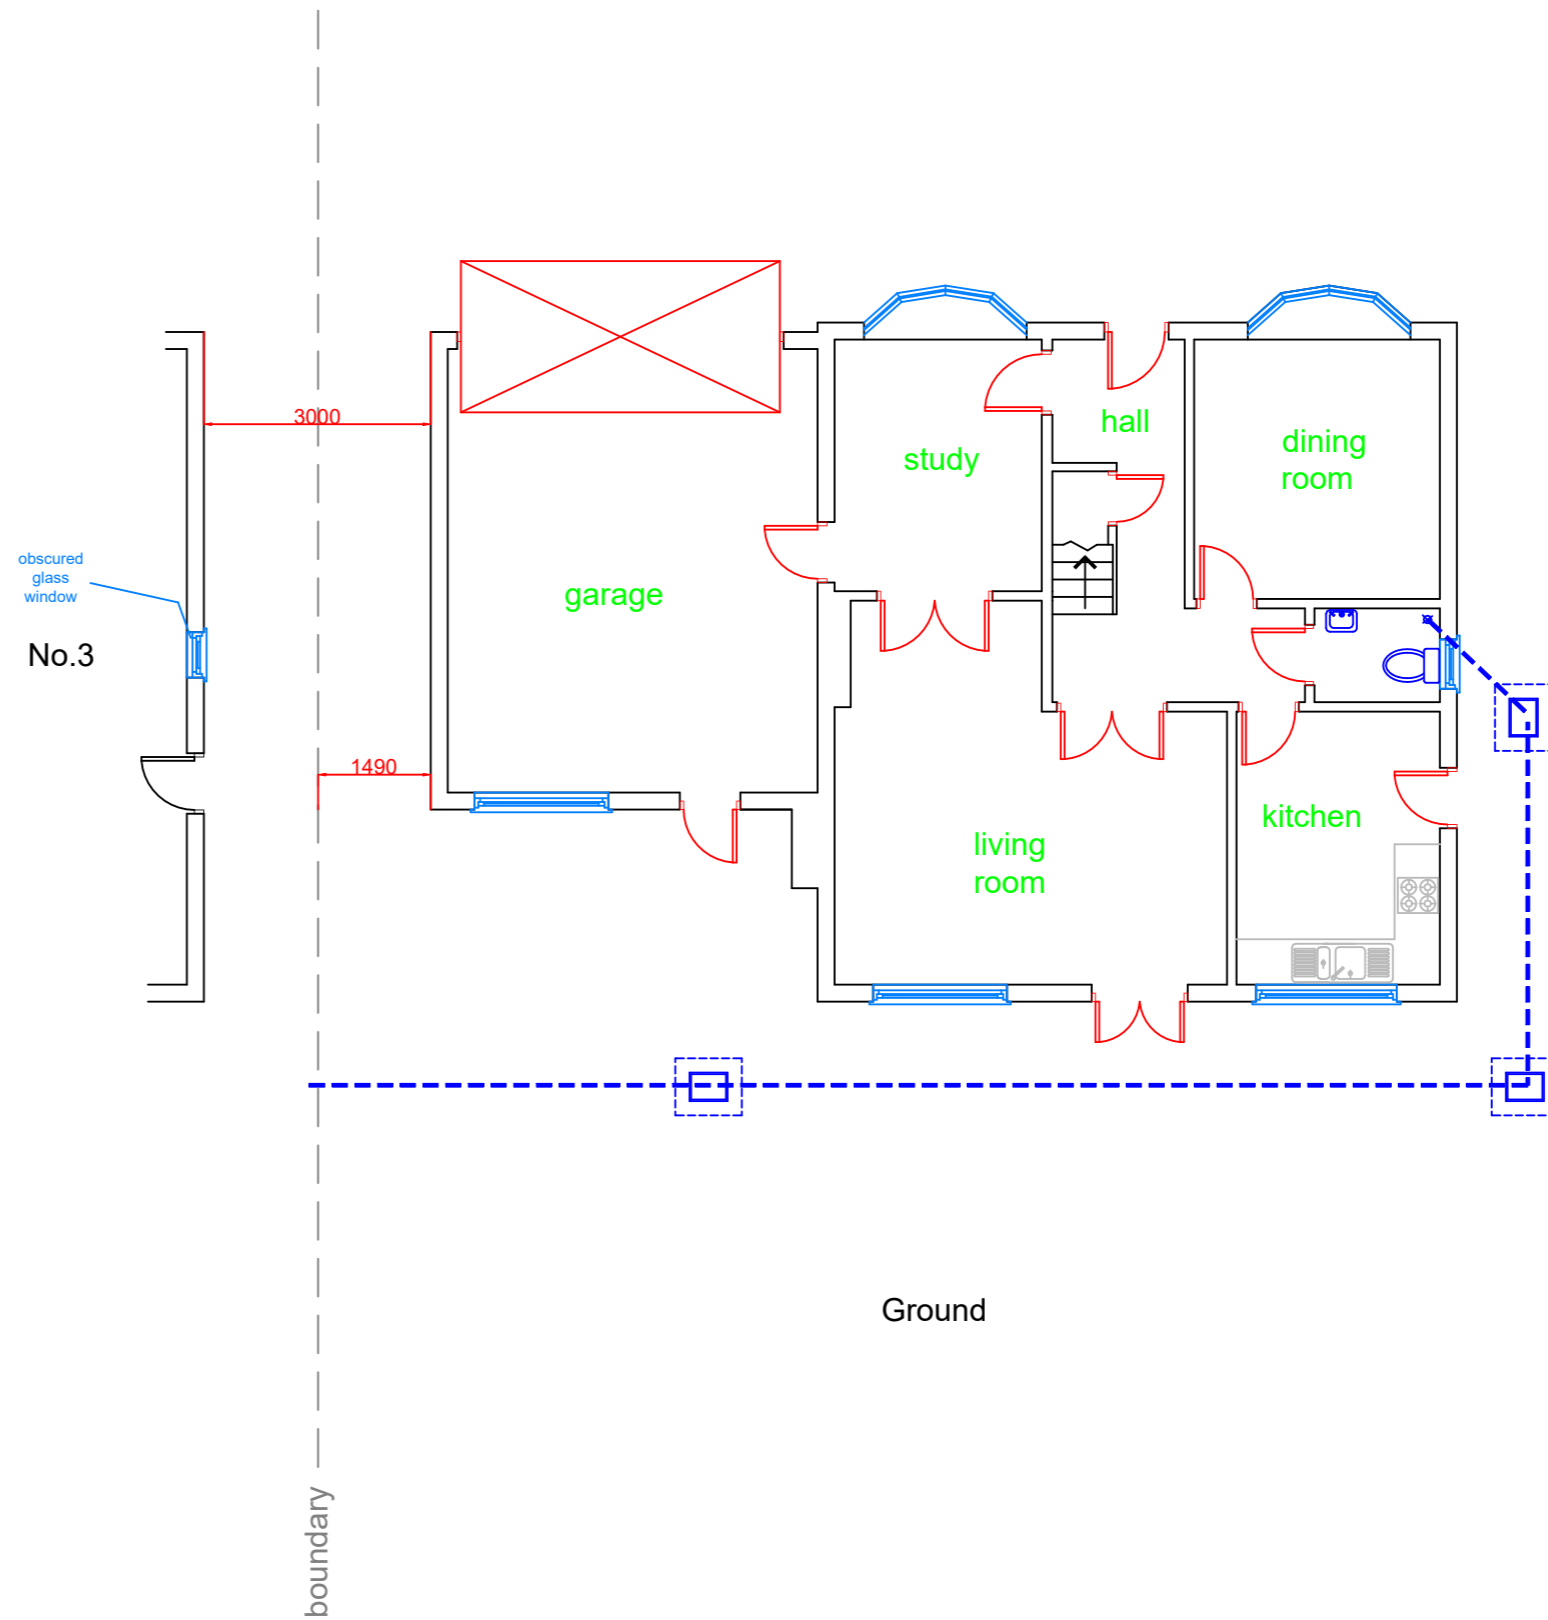 3000
hall
dining
room
study
obscured
glass
window
garage
No.3
1490
kitchen
living
room
Ground
boundary